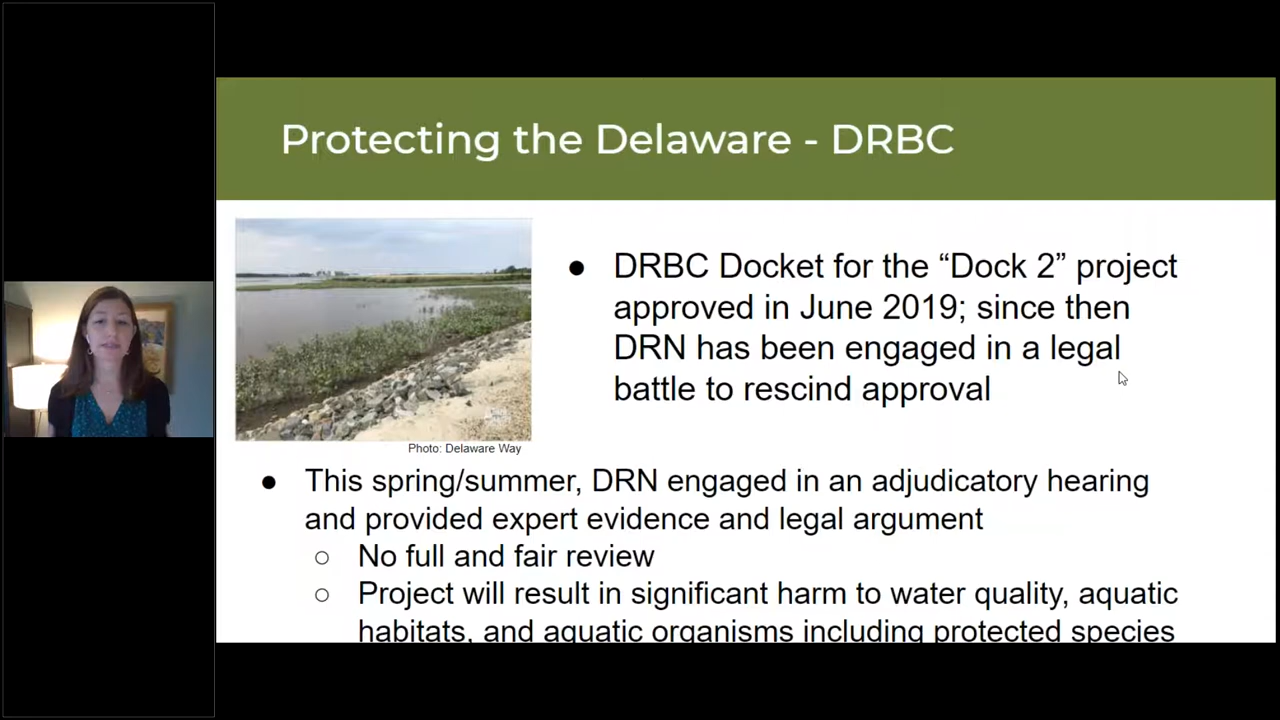 Protecting the Delaware - DRBC
● DRBC Docket for the “Dock 2” project
approved in June 2019; since then
DRN has been engaged in a legal
battle to rescind approval
Photo: Delaware Way
● This spring/summer, DRN engaged in an adjudicatory hearing
and provided expert evidence and legal argument
○ No full and fair review
○ Project will result in significant harm to water quality, aquatic
habitats, and aquatic organisms including protected species